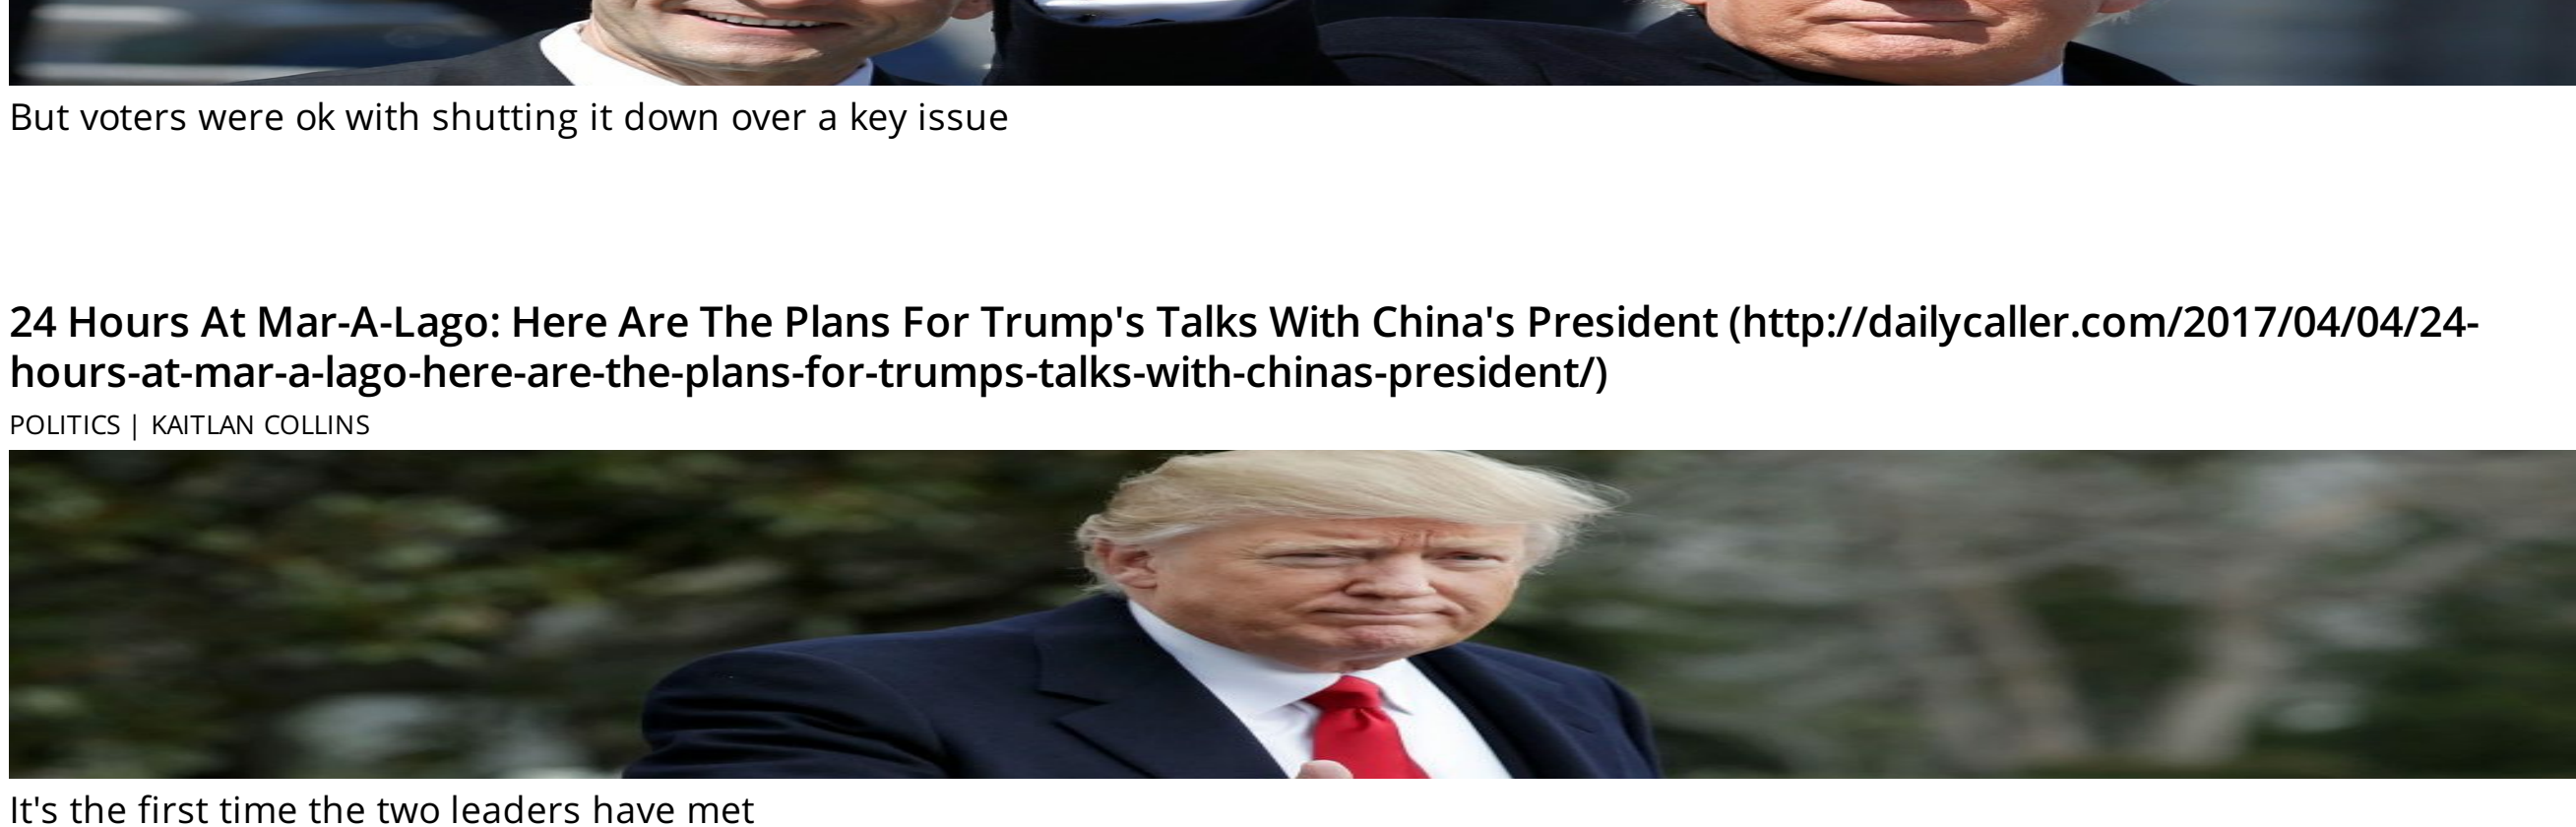 But voters were ok with shutting it down over a key issue
24 Hours At Mar-A-Lago: Here Are The Plans For Trump's Talks With China's President (http://dailycaller.com/2017/04/04/24-
hours-at-mar-a-lago-here-are-the-plans-for-trumps-talks-with-chinas-president/)
POLITICS | KAITLAN COLLINS
It's the first time the two leaders have met